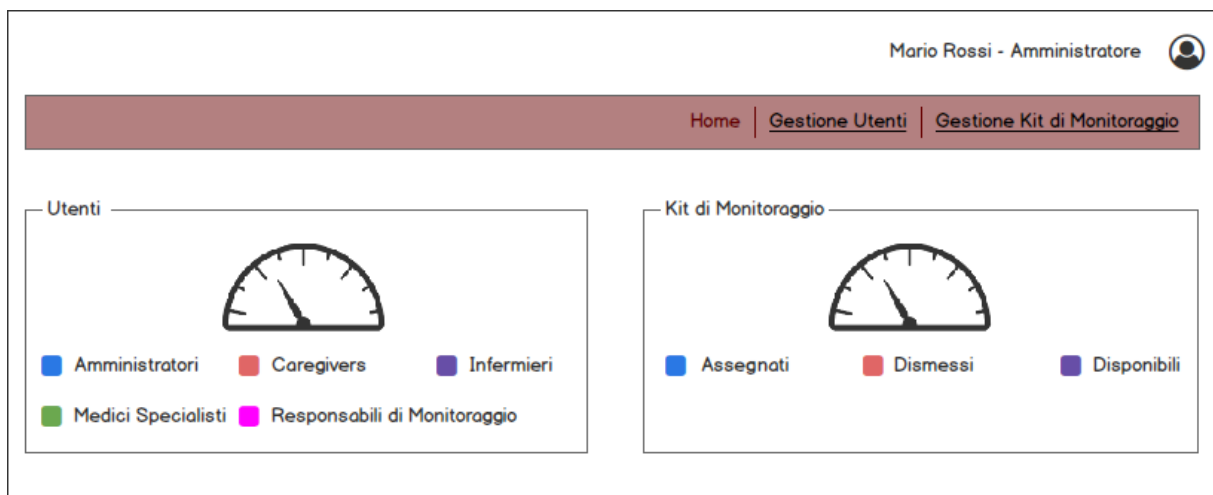 Mario Rossi - Amministratore
Home Gestione Utenti Gestione Kit di Monitoraggio
Utenti
Amministratori Caregivers Infermieri
Medici Specialisti Responsabili di Monitoraggio
Kit di Monitoraggio
Assegnati Dismessi Disponibili